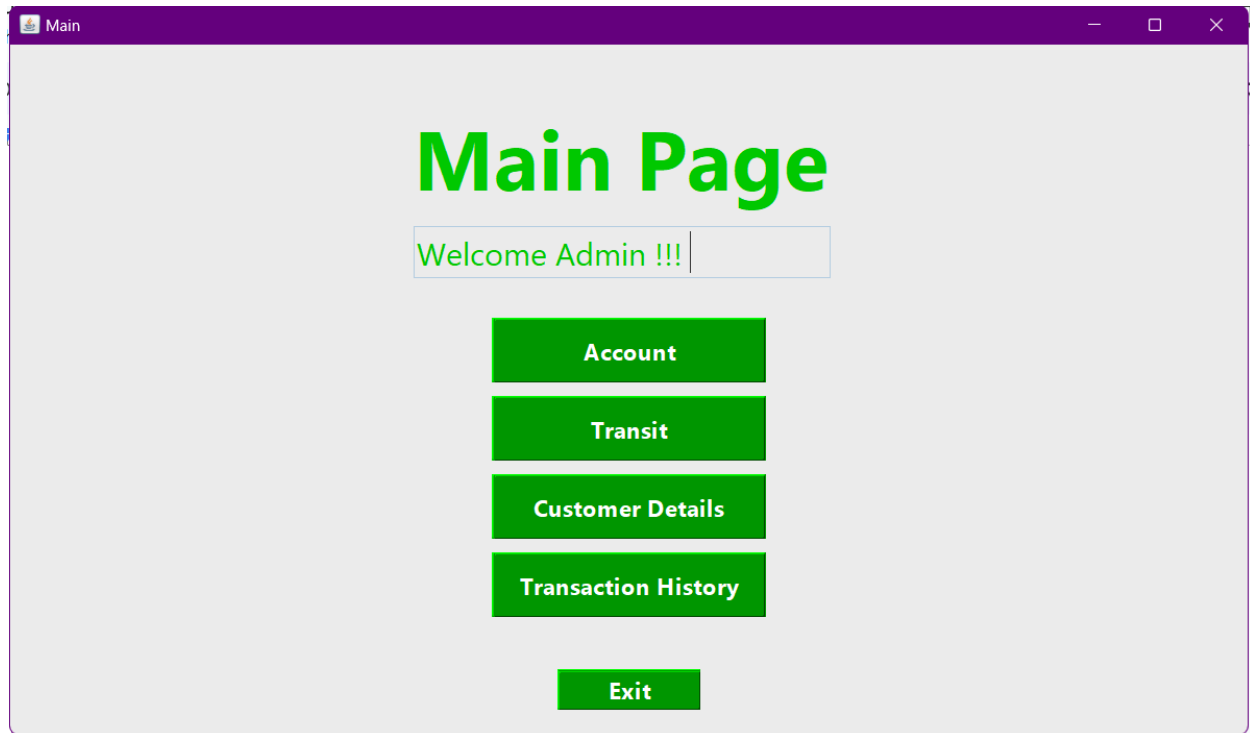 Main
Main Page
Welcome Admin !!!
Account
Transit
Customer Details
Transaction History
Exit